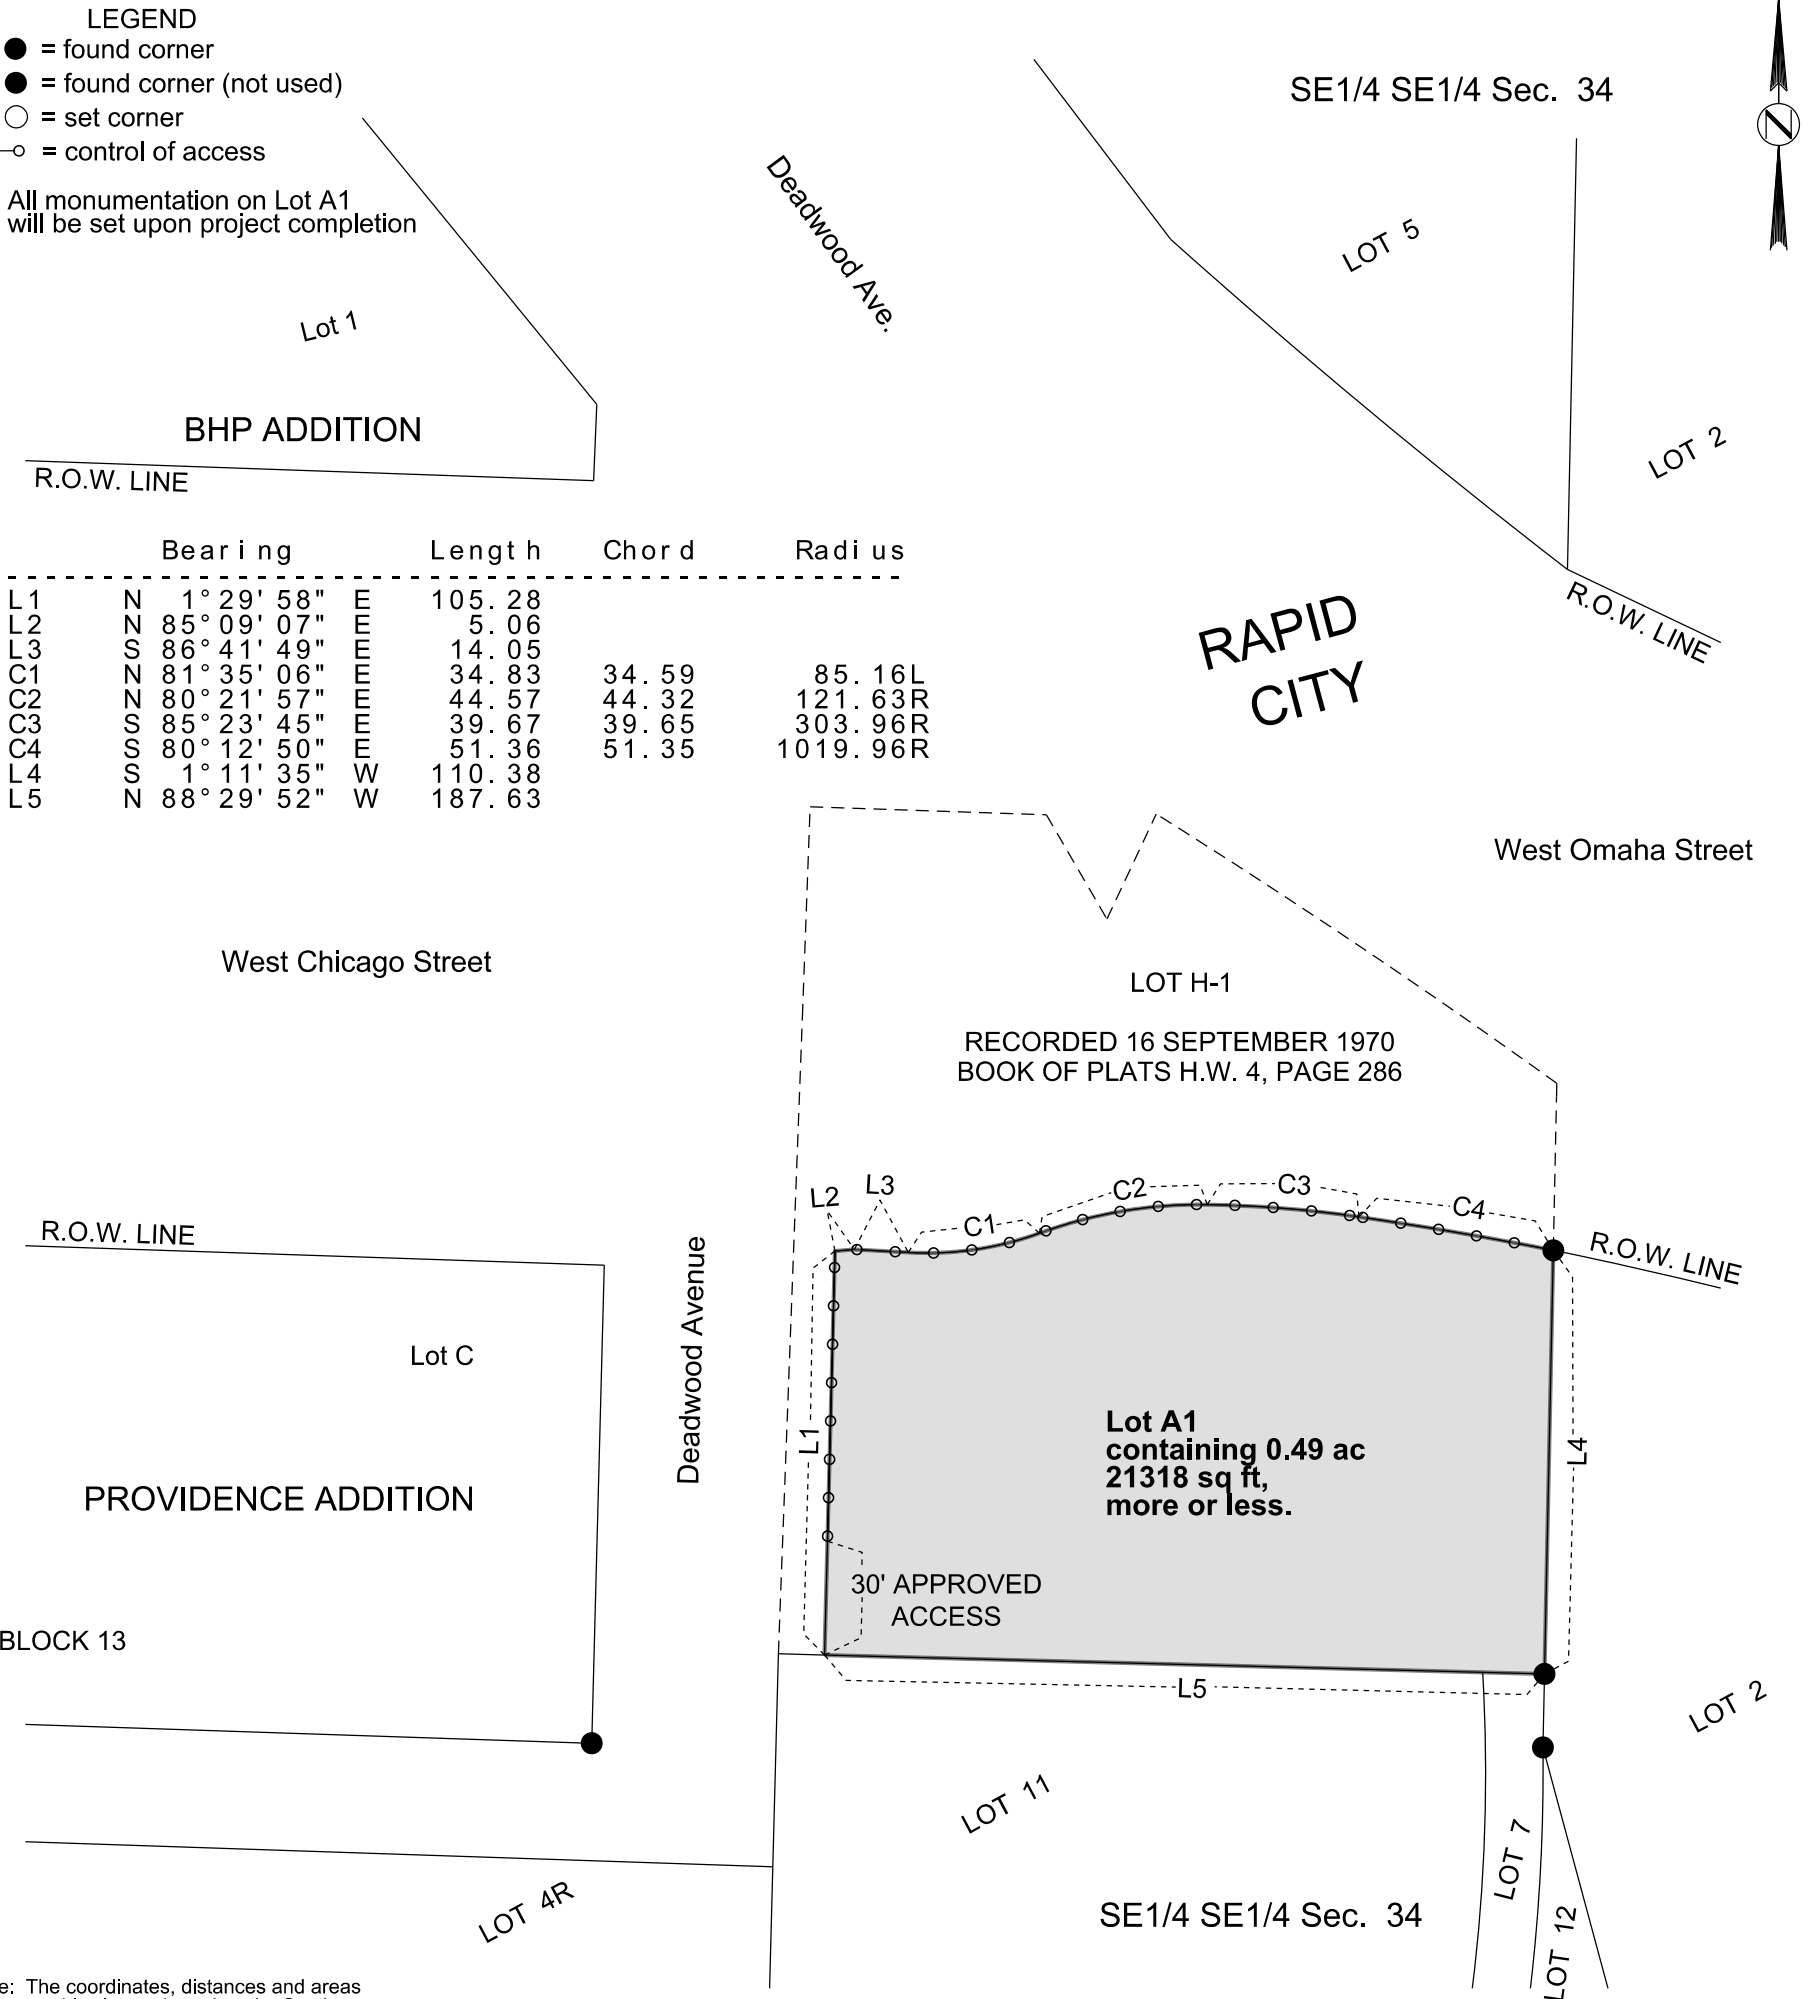 LEGEND
= found corner
= found corner (not used)
= set corner
= control of access
All monumentation on Lot A1
will be set upon project completion
SE1/4 SE1/4 Sec. 34
N
Deadwood Ave.
LOT 5
Lot 1
BHP ADDITION
R.O.W. LINE
LOT 2
R.O.W. LINE
Bearing Length Chord Radius
L1 N 1°29'58" E 105.28
L2 N 85°09'07" E 5.06
L3 S 86°41'49" E 14.05
C1 N 81°35'06" E 34.83 34.59 85.16L
C2 N 80°21'57" E 44.57 44.32 121.63R
C3 S 85°23'45" E 39.67 39.65 303.96R
C4 S 80°12'50" E 51.36 51.35 1019.96R
L4 S 1°11'35" W 110.38
L5 N 88°29'52" W 187.63
RAPID
CITY
West Omaha Street
West Chicago Street
LOT H-1
RECORDED 16 SEPTEMBER 1970
BOOK OF PLATS H.W. 4, PAGE 286
L2
L3
C1
C2
C3
C4
R.O.W. LINE
R.O.W. LINE
Deadwood Avenue
Lot C
L1
Lot A1
containing 0.49 ac
21318 sq ft,
more or less.
L4
PROVIDENCE ADDITION
30' APPROVED
ACCESS
BLOCK 13
L5
LOT 2
LOT 11
LOT 7
LOT 12
LOT 4R
SE1/4 SE1/4 Sec. 34
e: The coordinates, distances and areas